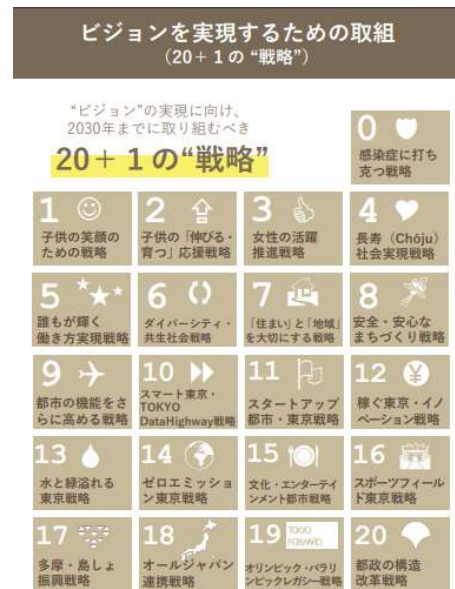 ビジョンを実現するための取組
（20＋１の“戦略”）
“ビジョン”の実現に向け、
2030年までに取り組むべき
20＋１の“戦略”
0
感染症に打ち
克つ戦略
1
子供の笑顔の
ための戦略
2
子供の「伸びる・
育つ」応援戦略
3
女性の活躍
推進戦略
4
長寿（Chōju）
社会実現戦略
5
誰もが輝く
働き方実現戦略
6
ダイバーシティ・
共生社会戦略
7
「住まい」と「地域」
を大切にする戦略
8
安全・安心な
まちづくり戦略
9
都市の機能をさ
らに高める戦略
10
スマート東京・
TOKYO
DataHighway戦略
11
スタートアップ
都市・東京戦略
12
¥
稼ぐ東京・イノ
ベーション戦略
13
水と緑溢れる
東京戦略
14
ゼロエミッショ
ン東京戦略
15
文化・エンターテイ
ンメント都市戦略
16
スポーツフィール
ド東京戦略
17
多摩・島しょ
振興戦略
18
オールジャパン
連携戦略
19
TOKYO
FORWARD
オリンピック・パラリ
ンピックレガシー戦略
20
都政の構造
改革戦略